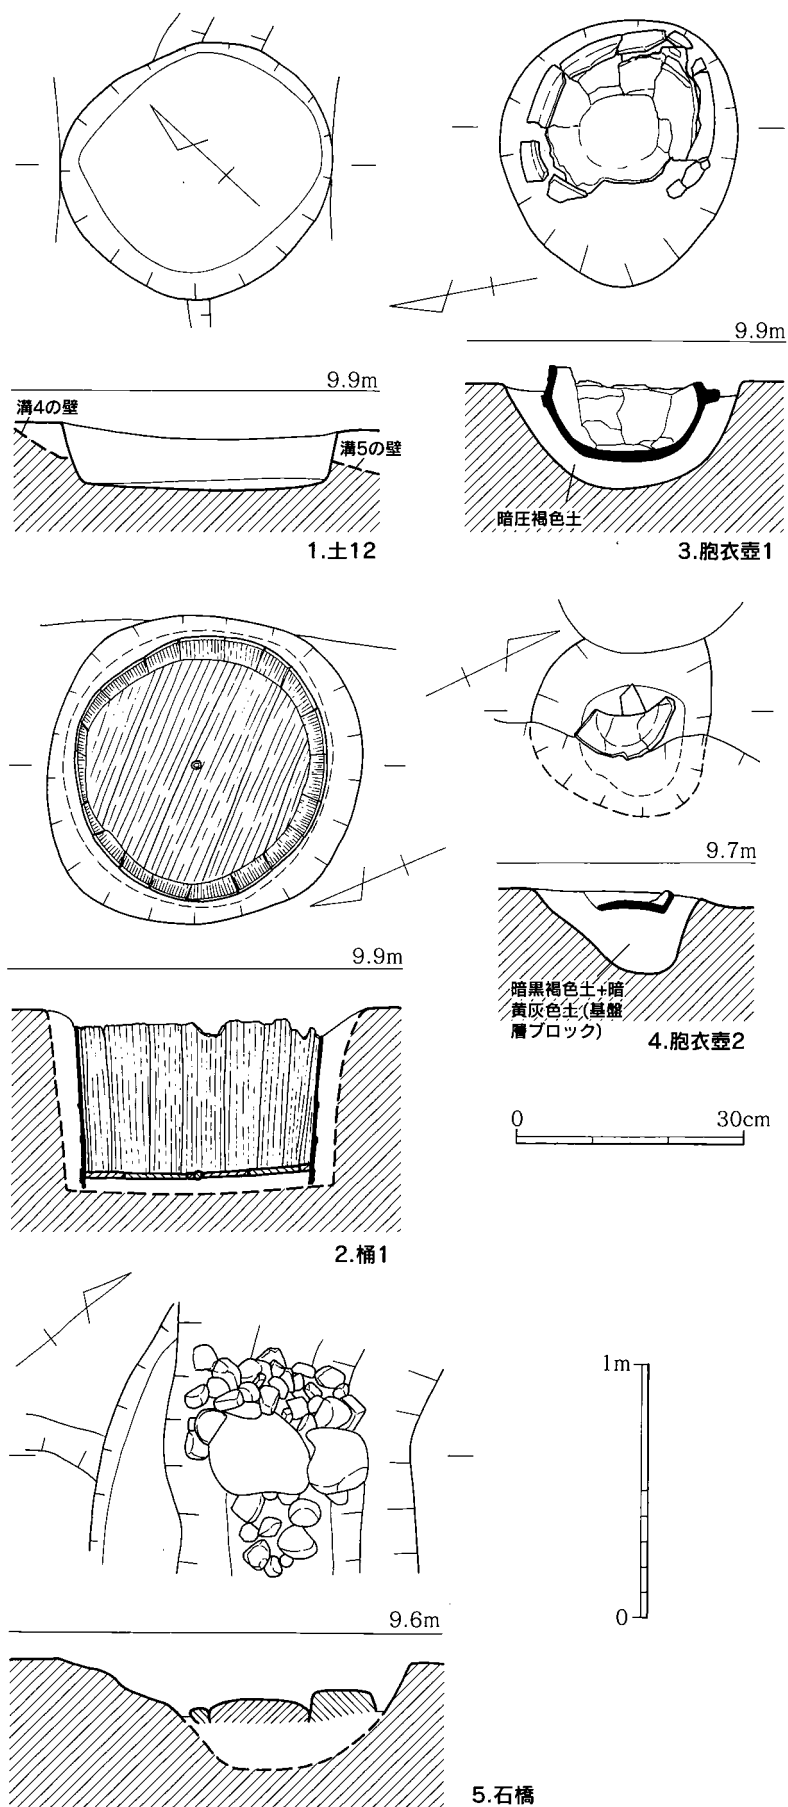 9.9m
溝4の壁
溝5の壁
1.土12
9.9m
暗圧褐色土
3.胞衣壺1
9.9m
2.桶1
9.7m
暗黒褐色土+暗
黄灰色土(基盤
層ブロック)
4.胞衣壺2
0 30cm
1m
0
9.6m
5.石橋